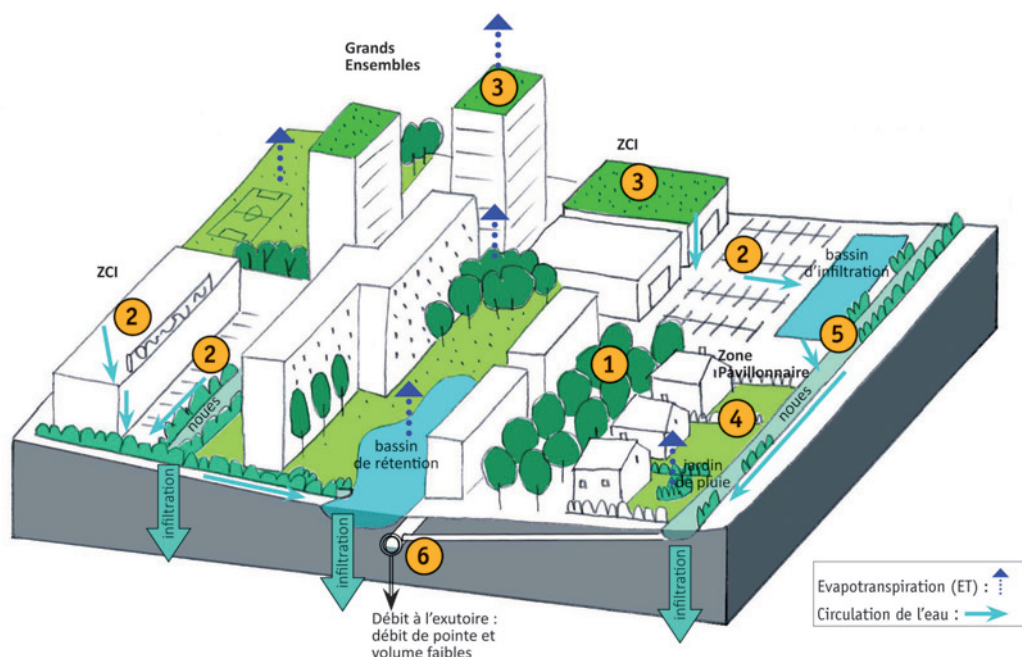 Grands
Ensembles
3
ZCI
3
ZCI
2
bassin
d'infiltration
2
2
5
1
Zone
Pavillonnaire
noues
noues
4
bassin
de rétention
jardin
de pluie
infiltration
infiltration
infiltration
6
Débit à l'exutoire :
débit de pointe et
volume faibles
Evapotranspiration (ET) :
Circulation de l'eau :